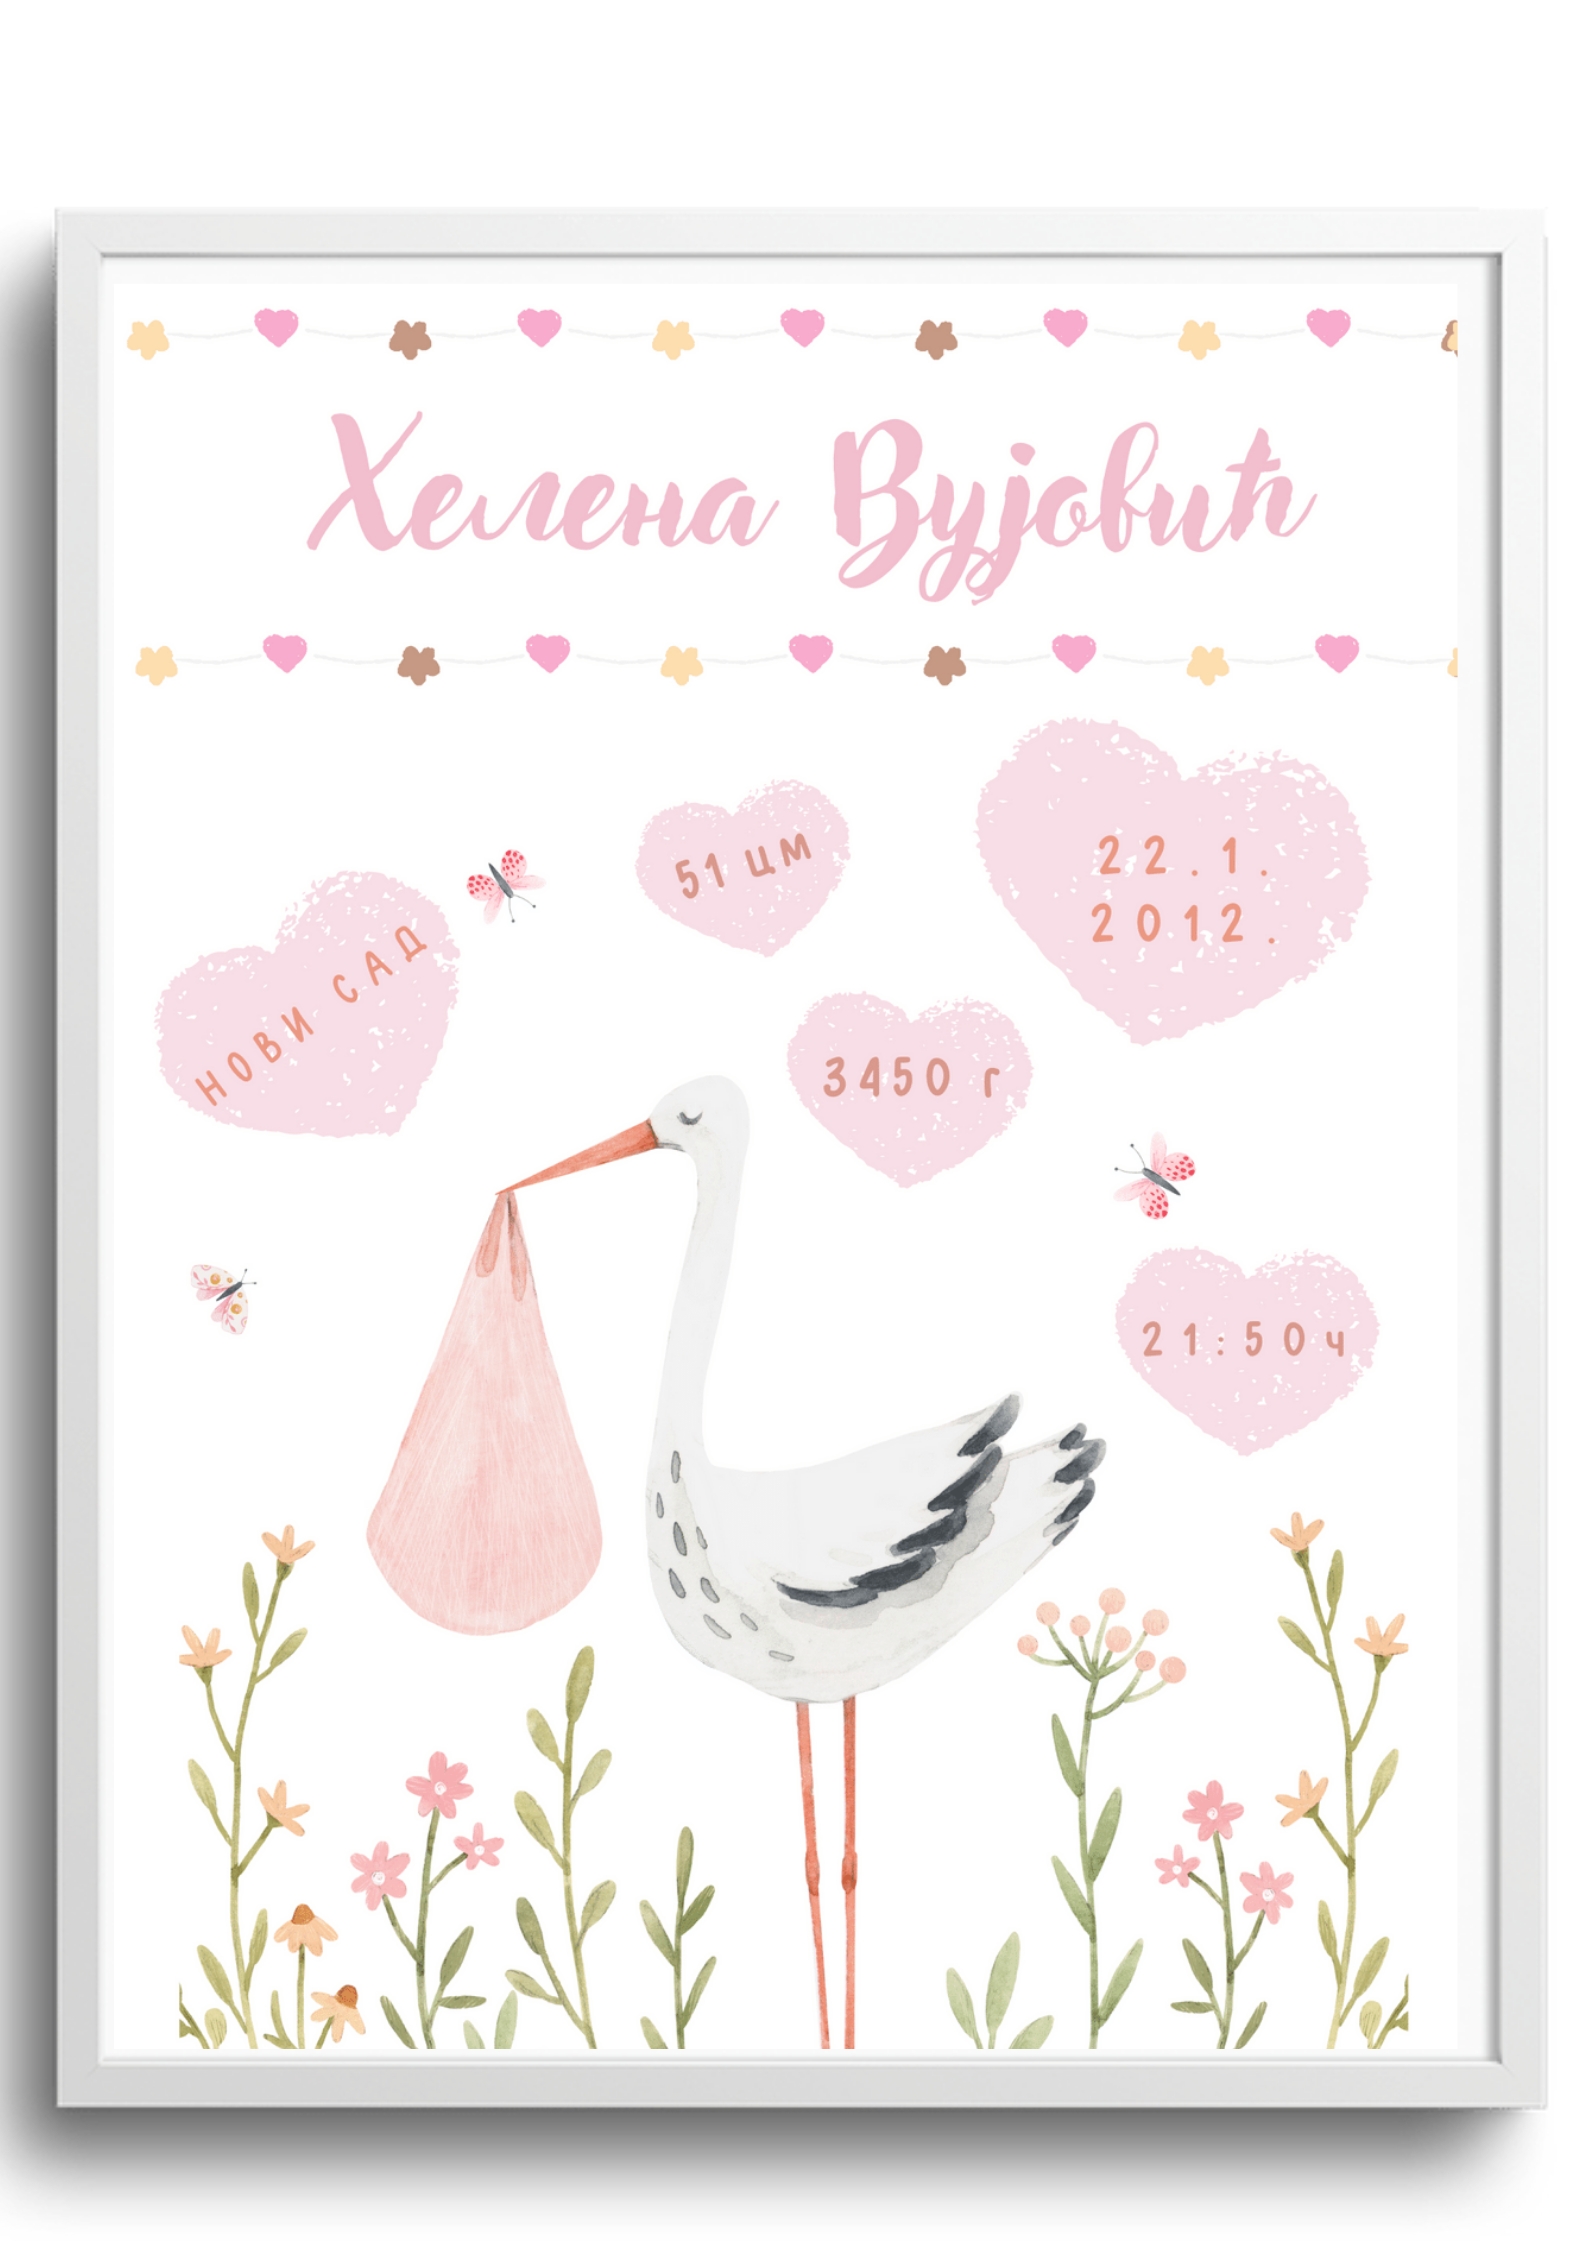 Хелена Вујовић
51 цм
22.1.
2012.
НОВИ САД
3450 г
21:50ч